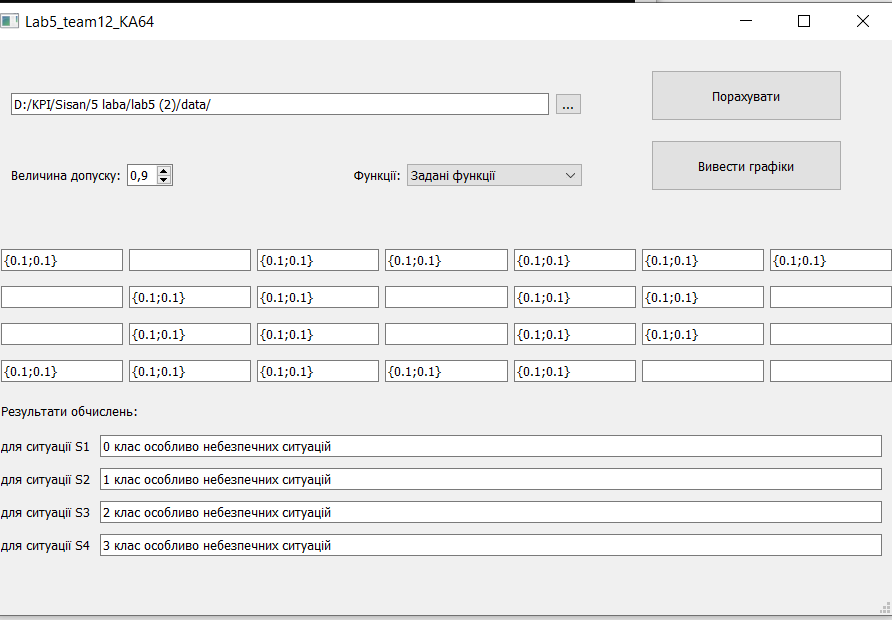 Lab5_team12_KA64
D:/KPI/Sisan/5 laba/lab5 (2)/data/
...
Порахувати
Величина допуску: 0,9
Функції: Задані функції
Вивести графіки
{0.1;0.1} {0.1;0.1} {0.1;0.1} {0.1;0.1} {0.1;0.1} {0.1;0.1}
{0.1;0.1} {0.1;0.1} {0.1;0.1} {0.1;0.1}
{0.1;0.1} {0.1;0.1} {0.1;0.1} {0.1;0.1}
{0.1;0.1} {0.1;0.1} {0.1;0.1} {0.1;0.1} {0.1;0.1}
Результати обчислень:
для ситуації S1 0 клас особливо небезпечних ситуацій
для ситуації S2 1 клас особливо небезпечних ситуацій
для ситуації S3 2 клас особливо небезпечних ситуацій
для ситуації S4 3 клас особливо небезпечних ситуацій